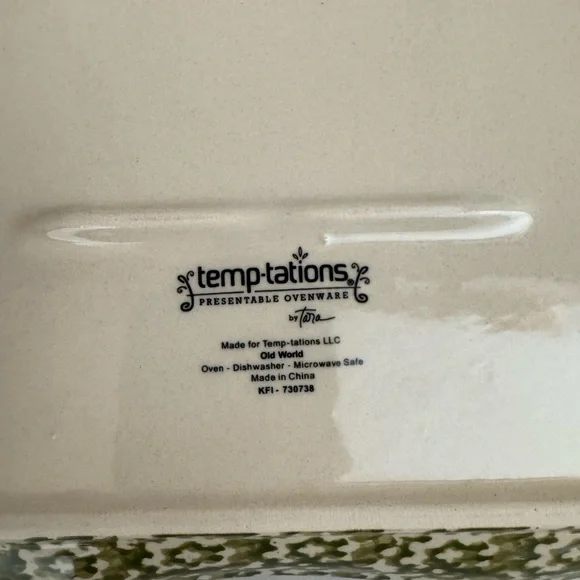 temp-tations®
PRESENTABLE OVENWARE
by Tara
Made for Temp-tations LLC
Old World
Oven - Dishwasher - Microwave Safe
Made in China
KFI - 730738